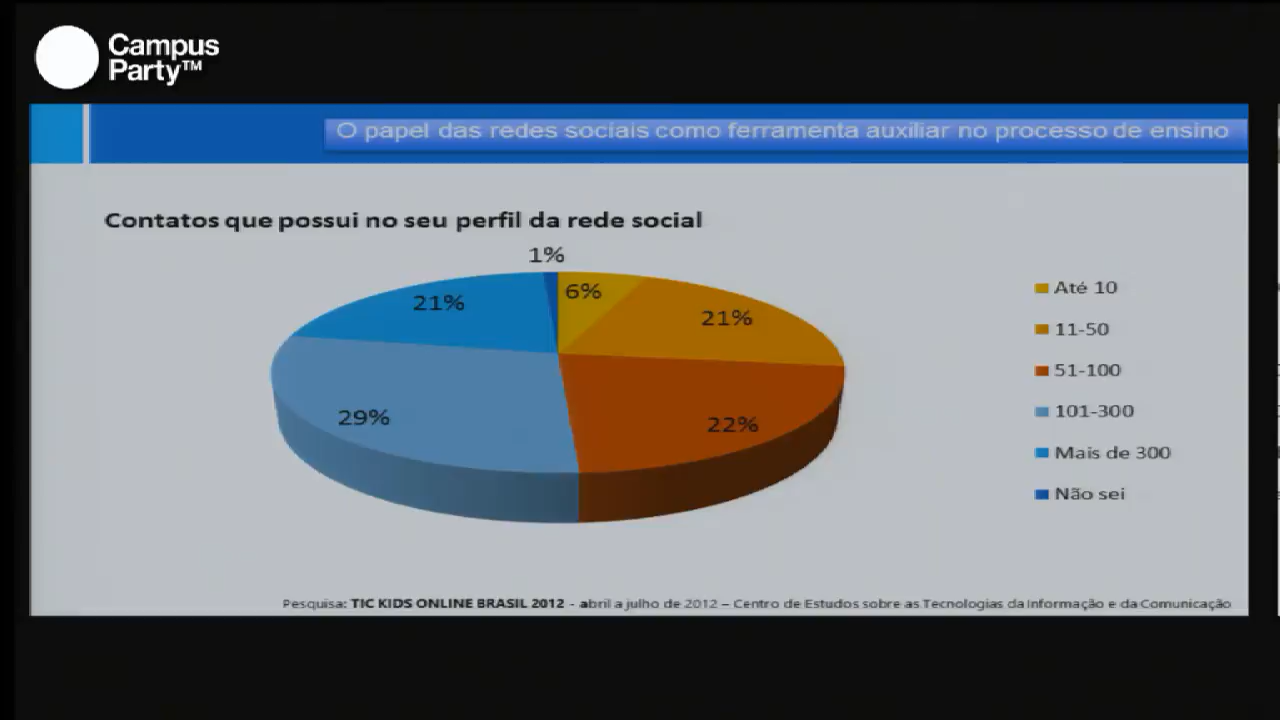 Campus
Party™
O papel das redes sociais como ferramenta auxiliar no processo de ensino
Contatos que possui no seu perfil da rede social
1%
6%
21%
21%
29%
22%
Até 10
11-50
51-100
101-300
Mais de 300
Não sei
Pesquisa: TIC KIDS ONLINE BRASIL 2012 - abril a julho de 2012 – Centro de Estudos sobre as Tecnologias da Informação e da Comunicação